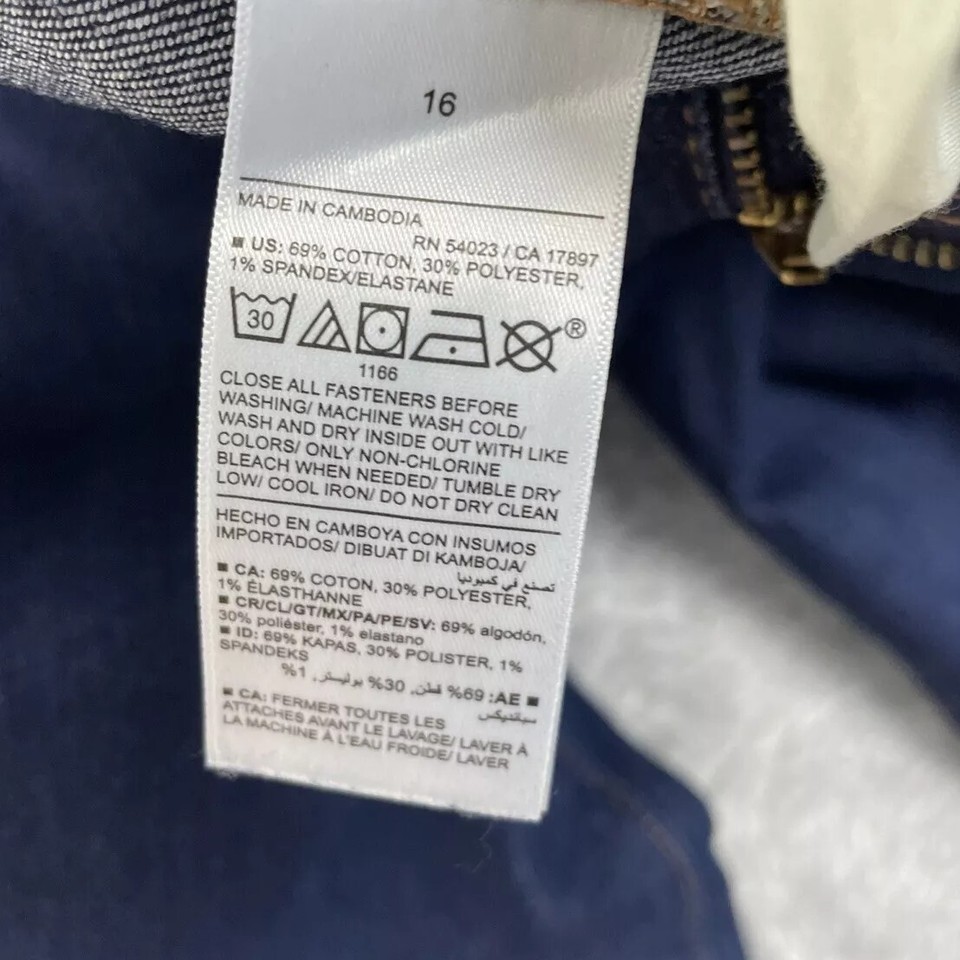 16
MADE IN CAMBODIA
RN 54023 / CA 17897
US: 69% COTTON, 30% POLYESTER,
1% SPANDEX/ELASTANE
30
®
1166
CLOSE ALL FASTENERS BEFORE
WASHING/ MACHINE WASH COLD/
WASH AND DRY INSIDE OUT WITH LIKE
COLORS/ ONLY NON-CHLORINE
BLEACH WHEN NEEDED/ TUMBLE DRY
LOW/ COOL IRON/ DO NOT DRY CLEAN
HECHO EN CAMBOYA CON INSUMOS
IMPORTADOS/ DIBUAT DI KAMBOJA/
تصنع في كمبوديا
CA: 69% COTON, 30% POLYESTER,
1% ÉLASTHANNE
CR/CL/GT/MX/PA/PE/SV: 69% algodón,
30% poliéster, 1% elastano
ID: 69% KAPAS, 30% POLISTER, 1%
SPANDEKS
AE: 69% قطن, 30% بوليستر, 1%
سبانديكس
CA: FERMER TOUTES LES
ATTACHES AVANT LE LAVAGE/ LAVER À
LA MACHINE À L'EAU FROIDE/ LAVER